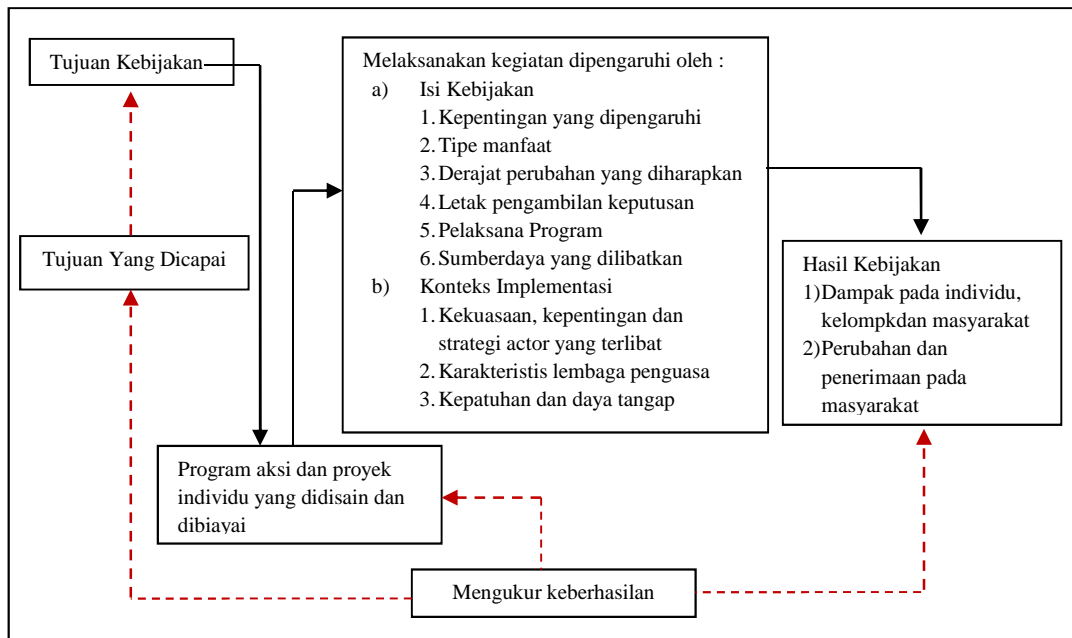 Tujuan Kebijakan
Tujuan Yang Dicapai
Melaksanakan kegiatan dipengaruhi oleh :
a) Isi Kebijakan
1. Kepentingan yang dipengaruhi
2. Tipe manfaat
3. Derajat perubahan yang diharapkan
4. Letak pengambilan keputusan
5. Pelaksana Program
6. Sumberdaya yang dilibatkan
b) Konteks Implementasi
1. Kekuasaan, kepentingan dan
strategi actor yang terlibat
2. Karakteristis lembaga penguasa
3. Kepatuhan dan daya tangap
Hasil Kebijakan
1)Dampak pada individu,
kelompkdan masyarakat
2)Perubahan dan
penerimaan pada
masyarakat
Program aksi dan proyek
individu yang didisain dan
dibiayai
Mengukur keberhasilan